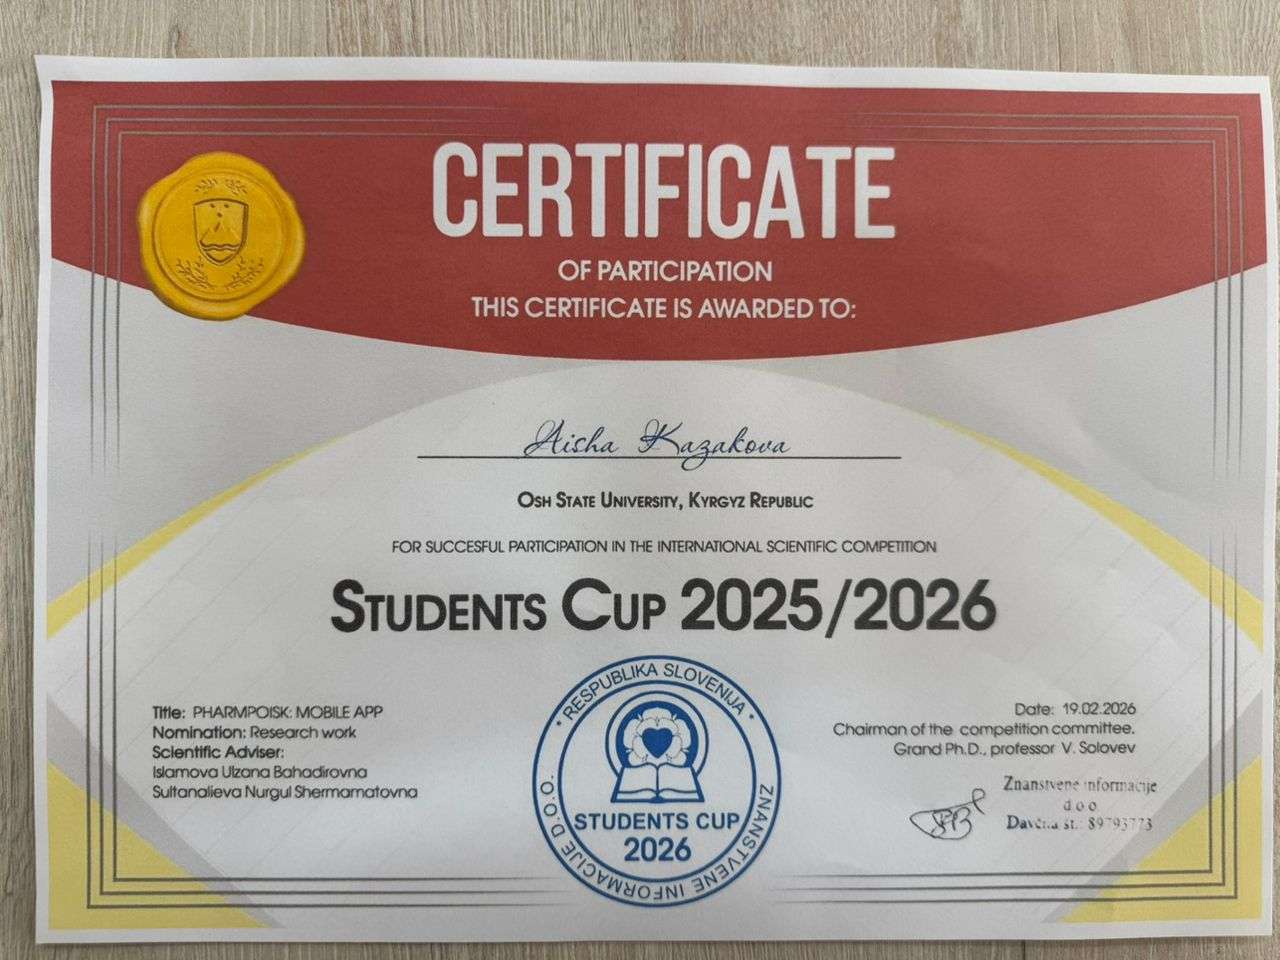 CERTIFICATE
OF PARTICIPATION
THIS CERTIFICATE IS AWARDED TO:
Aisha Kazakova
OSH STATE UNIVERSITY, KYRGYZ REPUBLIC
FOR SUCCESFUL PARTICIPATION IN THE INTERNATIONAL SCIENTIFIC COMPETITION
STUDENTS CUP 2025/2026
Title: PHARMPOISK: MOBILE APP
Nomination: Research work
Scientific Adviser:
Islamova Ulzana Bahadirovna
Sultanalieva Nurgul Shermamatovna
* RESPUBLIKA SLOVENIJA *
ZNANSTVENE INFORMACIJE D.O.O.
STUDENTS CUP
2026
Date: 19.02.2026
Chairman of the competition committee.
Grand Ph.D., professor V. Solovev
Znanstvene informacije
d.o.o.
Davčna št.: 89793773